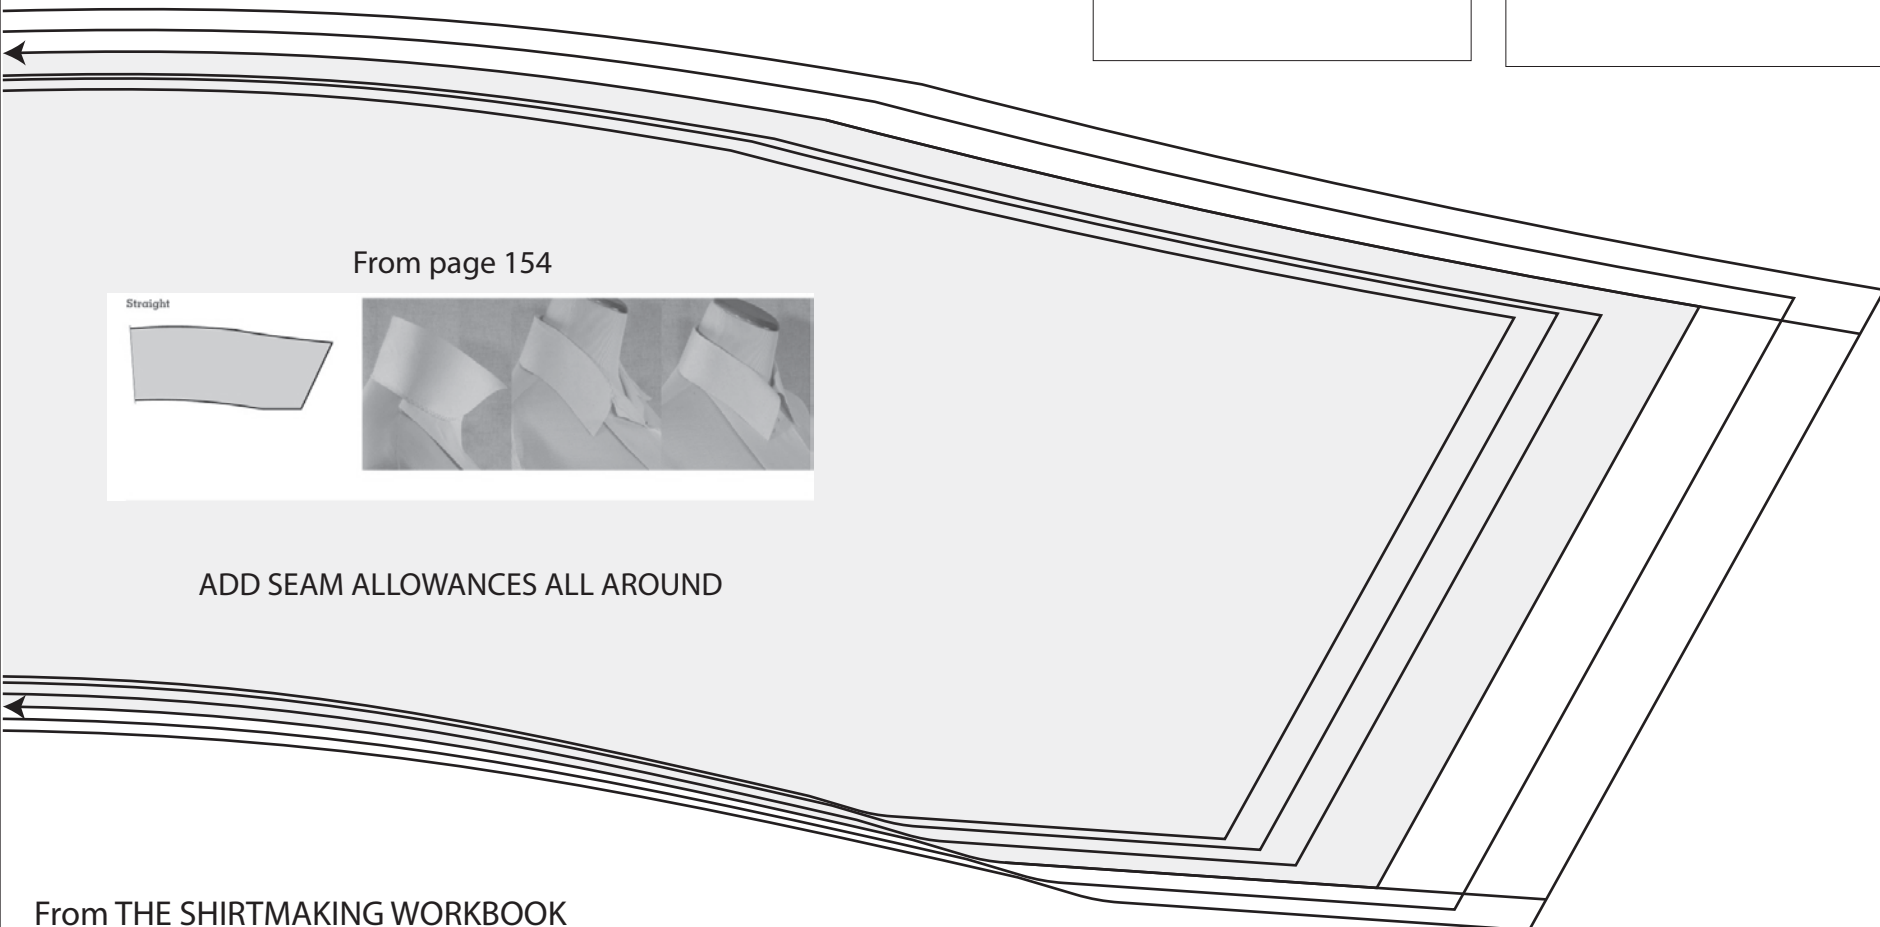 From page 154
Straight
ADD SEAM ALLOWANCES ALL AROUND
From THE SHIRTMAKING WORKBOOK